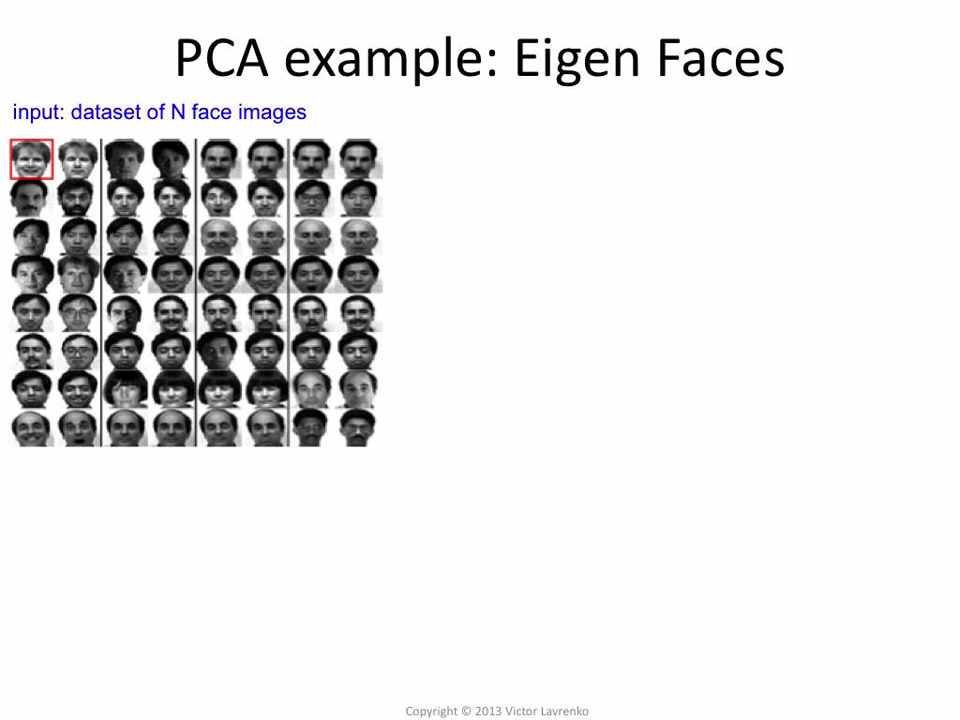 PCA example: Eigen Faces
input: dataset of N face images
Copyright © 2013 Victor Lavrenko